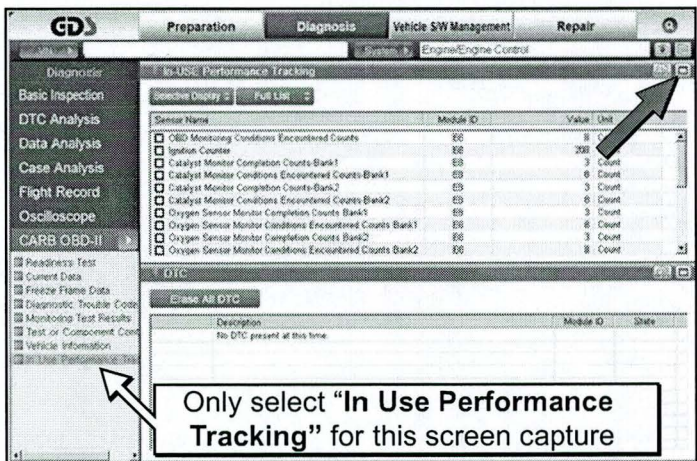 GDS
Preparation
Diagnosis
Vehicle S/W Management
Repair
System
Engine/Engine Control
Diagnosis
In-USE Performance Tracking
Basic Inspection
Selective Display
Full List
DTC Analysis
Sensor Name Module ID Value Unit
Data Analysis
OBD Monitoring Conditions Encountered Counts E8 8
Ignition Counter E8 208
Case Analysis
Catalyst Monitor Completion Counts-Bank1 E8 3 Count
Catalyst Monitor Conditions Encountered Counts-Bank1 E8 6 Count
Flight Record
Catalyst Monitor Completion Counts-Bank2 E8 3 Count
Catalyst Monitor Conditions Encountered Counts-Bank2 E8 6 Count
Oscilloscope
Oxygen Sensor Monitor Completion Counts Bank1 E8 3 Count
Oxygen Sensor Monitor Conditions Encountered Counts Bank1 E8 6 Count
CARB OBD-II
Oxygen Sensor Monitor Completion Counts Bank2 E8 3 Count
Oxygen Sensor Monitor Conditions Encountered Counts Bank2 E8 8 Count
Readiness Test
Current Data
DTC
Freeze Frame Data
Diagnostic Trouble Code
Erase All DTC
Monitoring Test Results
Test or Component Cont
Description Module ID State
Vehicle Information
No DTC present at this time.
In Use Performance Trac
Only select "In Use Performance
Tracking" for this screen capture